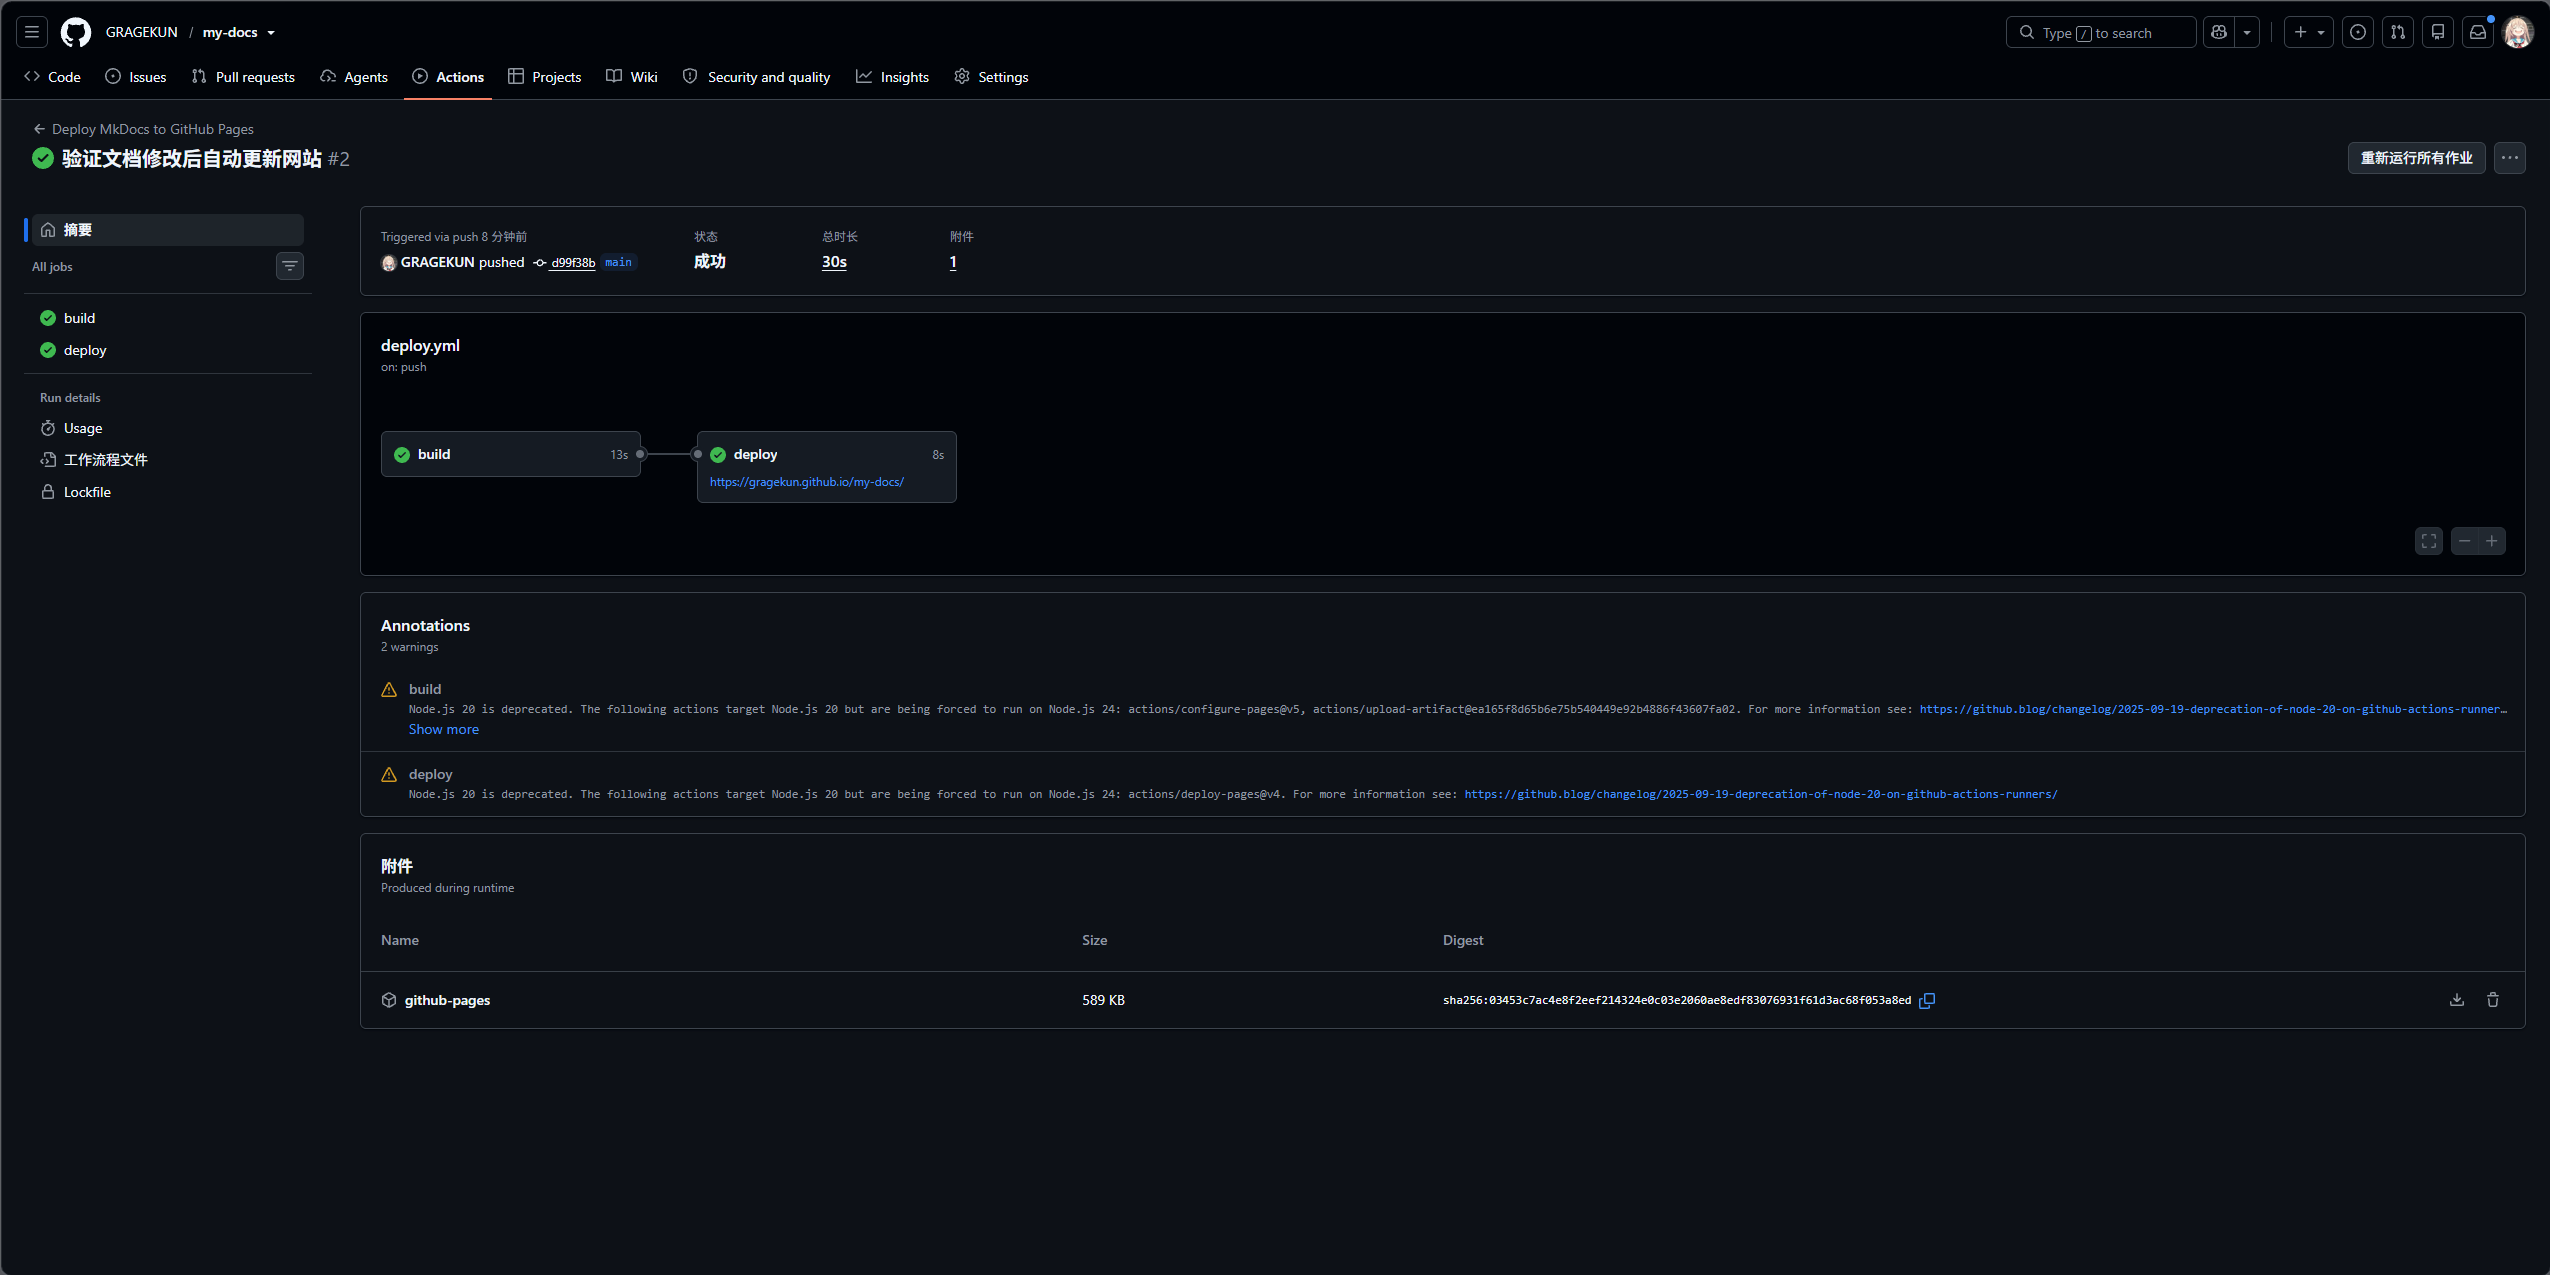 GRAGEKUN / my-docs
Type / to search
Code
Issues
Pull requests
Agents
Actions
Projects
Wiki
Security and quality
Insights
Settings
Deploy MkDocs to GitHub Pages
验证文档修改后自动更新网站 #2
重新运行所有作业
摘要
All jobs
build
deploy
Run details
Usage
工作流程文件
Lockfile
Triggered via push 8 分钟前
GRAGEKUN pushed d99f38b main
状态
成功
总时长
30s
附件
1
deploy.yml
on: push
build 13s
deploy 8s
https://gragekun.github.io/my-docs/
Annotations
2 warnings
build
Node.js 20 is deprecated. The following actions target Node.js 20 but are being forced to run on Node.js 24: actions/configure-pages@v5, actions/upload-artifact@ea165f8d65b6e75b540449e92b4886f43607fa02. For more information see: https://github.blog/changelog/2025-09-19-deprecation-of-node-20-on-github-actions-runner…
Show more
deploy
Node.js 20 is deprecated. The following actions target Node.js 20 but are being forced to run on Node.js 24: actions/deploy-pages@v4. For more information see: https://github.blog/changelog/2025-09-19-deprecation-of-node-20-on-github-actions-runners/
附件
Produced during runtime
Name Size Digest
github-pages 589 KB sha256:03453c7ac4e8f2eef214324e0c03e2060ae8edf83076931f61d3ac68f053a8ed